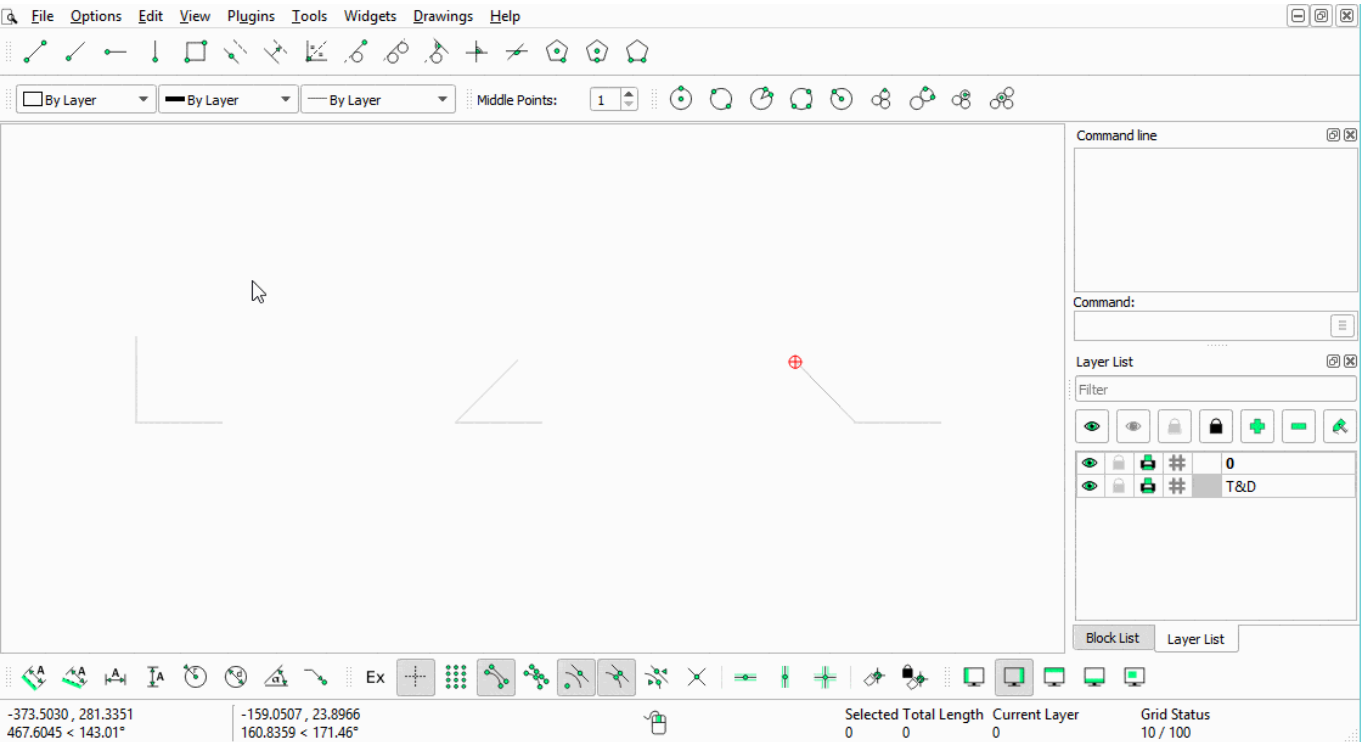 File Options Edit View Plugins Tools Widgets Drawings Help
By Layer By Layer By Layer Middle Points: 1
Command line
Command:
Layer List
Filter
0
T&D
Block List Layer List
A A A A r d α Ex
-373.5030 , 281.3351 -159.0507 , 23.8966 Selected Total Length Current Layer Grid Status
467.6045 < 143.01° 160.8359 < 171.46° 0 0 0 10 / 100